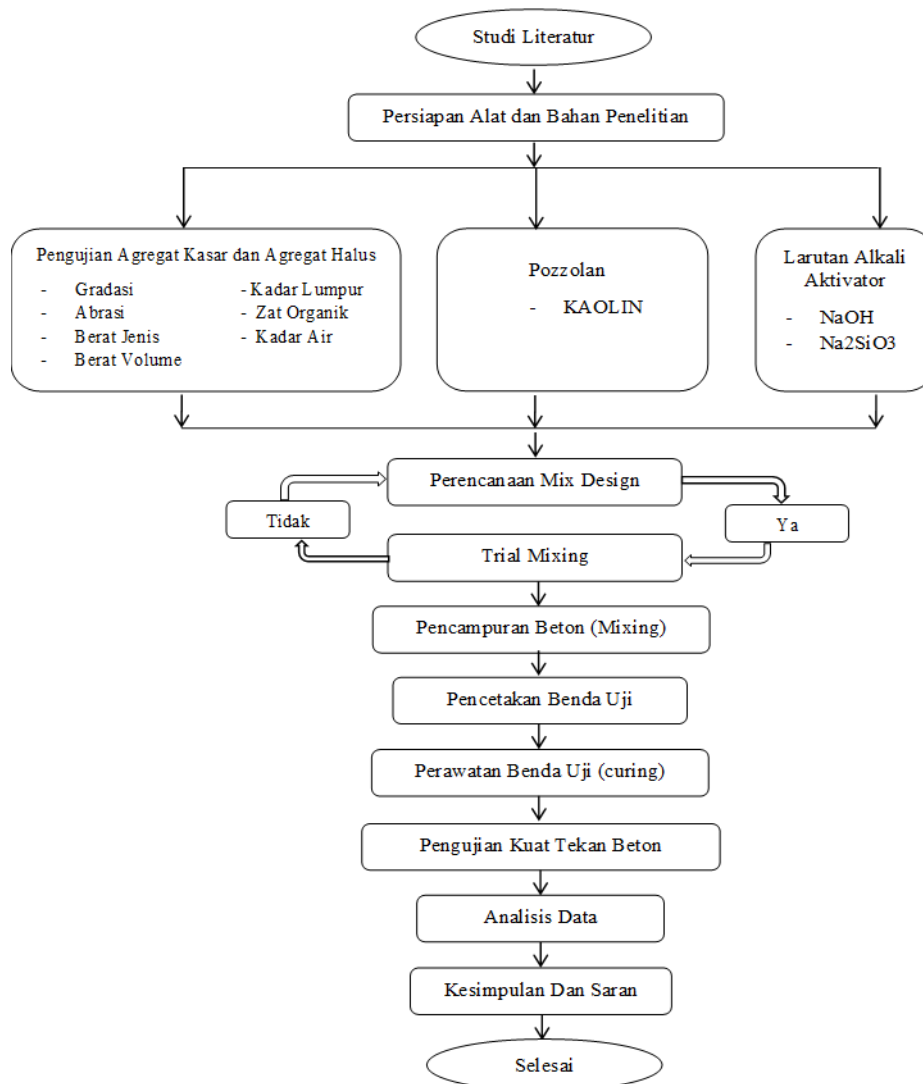 Studi Literatur
Persiapan Alat dan Bahan Penelitian
Pengujian Agregat Kasar dan Agregat Halus
- Gradasi
- Abrasi
- Berat Jenis
- Berat Volume
- Kadar Lumpur
- Zat Organik
- Kadar Air
Pozzolan
- KAOLIN
Larutan Alkali
Aktivator
- NaOH
- Na2SiO3
Perencanaan Mix Design
Tidak
Ya
Trial Mixing
Pencampuran Beton (Mixing)
Pencetakan Benda Uji
Perawatan Benda Uji (curing)
Pengujian Kuat Tekan Beton
Analisis Data
Kesimpulan Dan Saran
Selesai